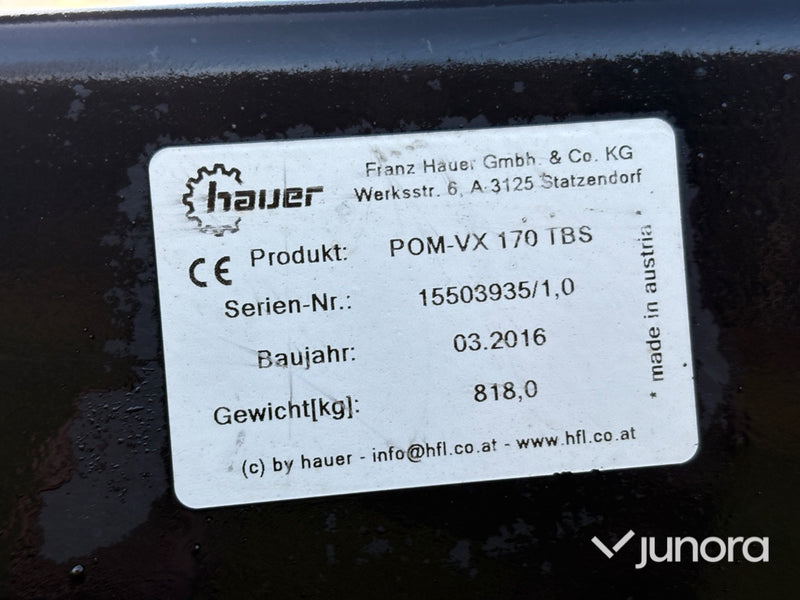 hauer
Franz Hauer Gmbh. & Co. KG
Werksstr. 6, A-3125 Statzendorf
CE
Produkt: POM-VX 170 TBS
Serien-Nr.: 15503935/1,0
Baujahr: 03.2016
Gewicht[kg]: 818,0
(c) by hauer - info@hfl.co.at - www.hfl.co.at
* made in austria *
junora